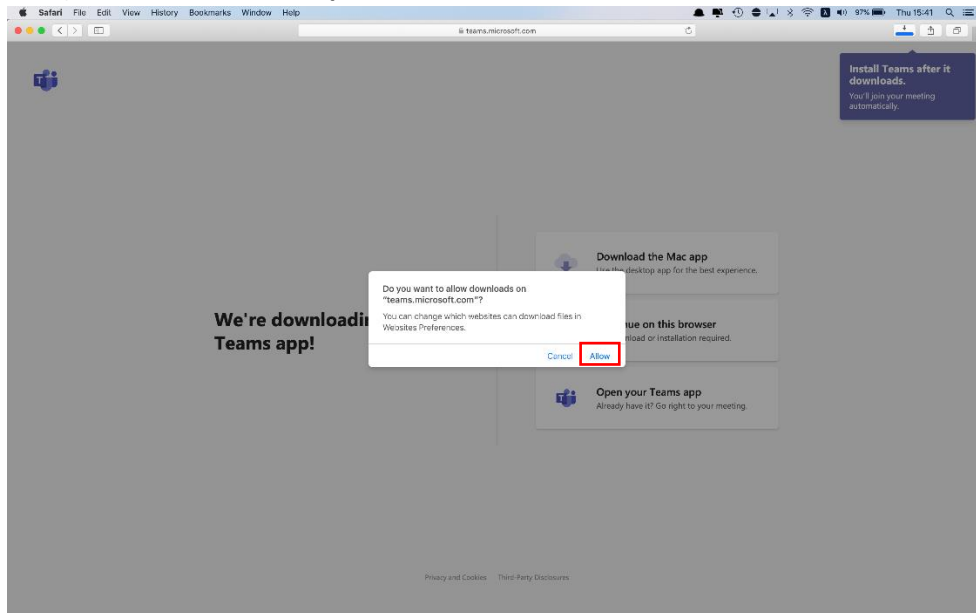 Safari File Edit View History Bookmarks Window Help
97% Thu 15:41
teams.microsoft.com
Install Teams after it
downloads.
You'll join your meeting
automatically.
Download the Mac app
Use the desktop app for the best experience.
Do you want to allow downloads on
"teams.microsoft.com"?
You can change which websites can download files in
Websites Preferences.
Cancel Allow
We're downloadin
Teams app!
ue on this browser
nload or installation required.
Open your Teams app
Already have it? Go right to your meeting.
Privacy and Cookies Third-Party Disclosures